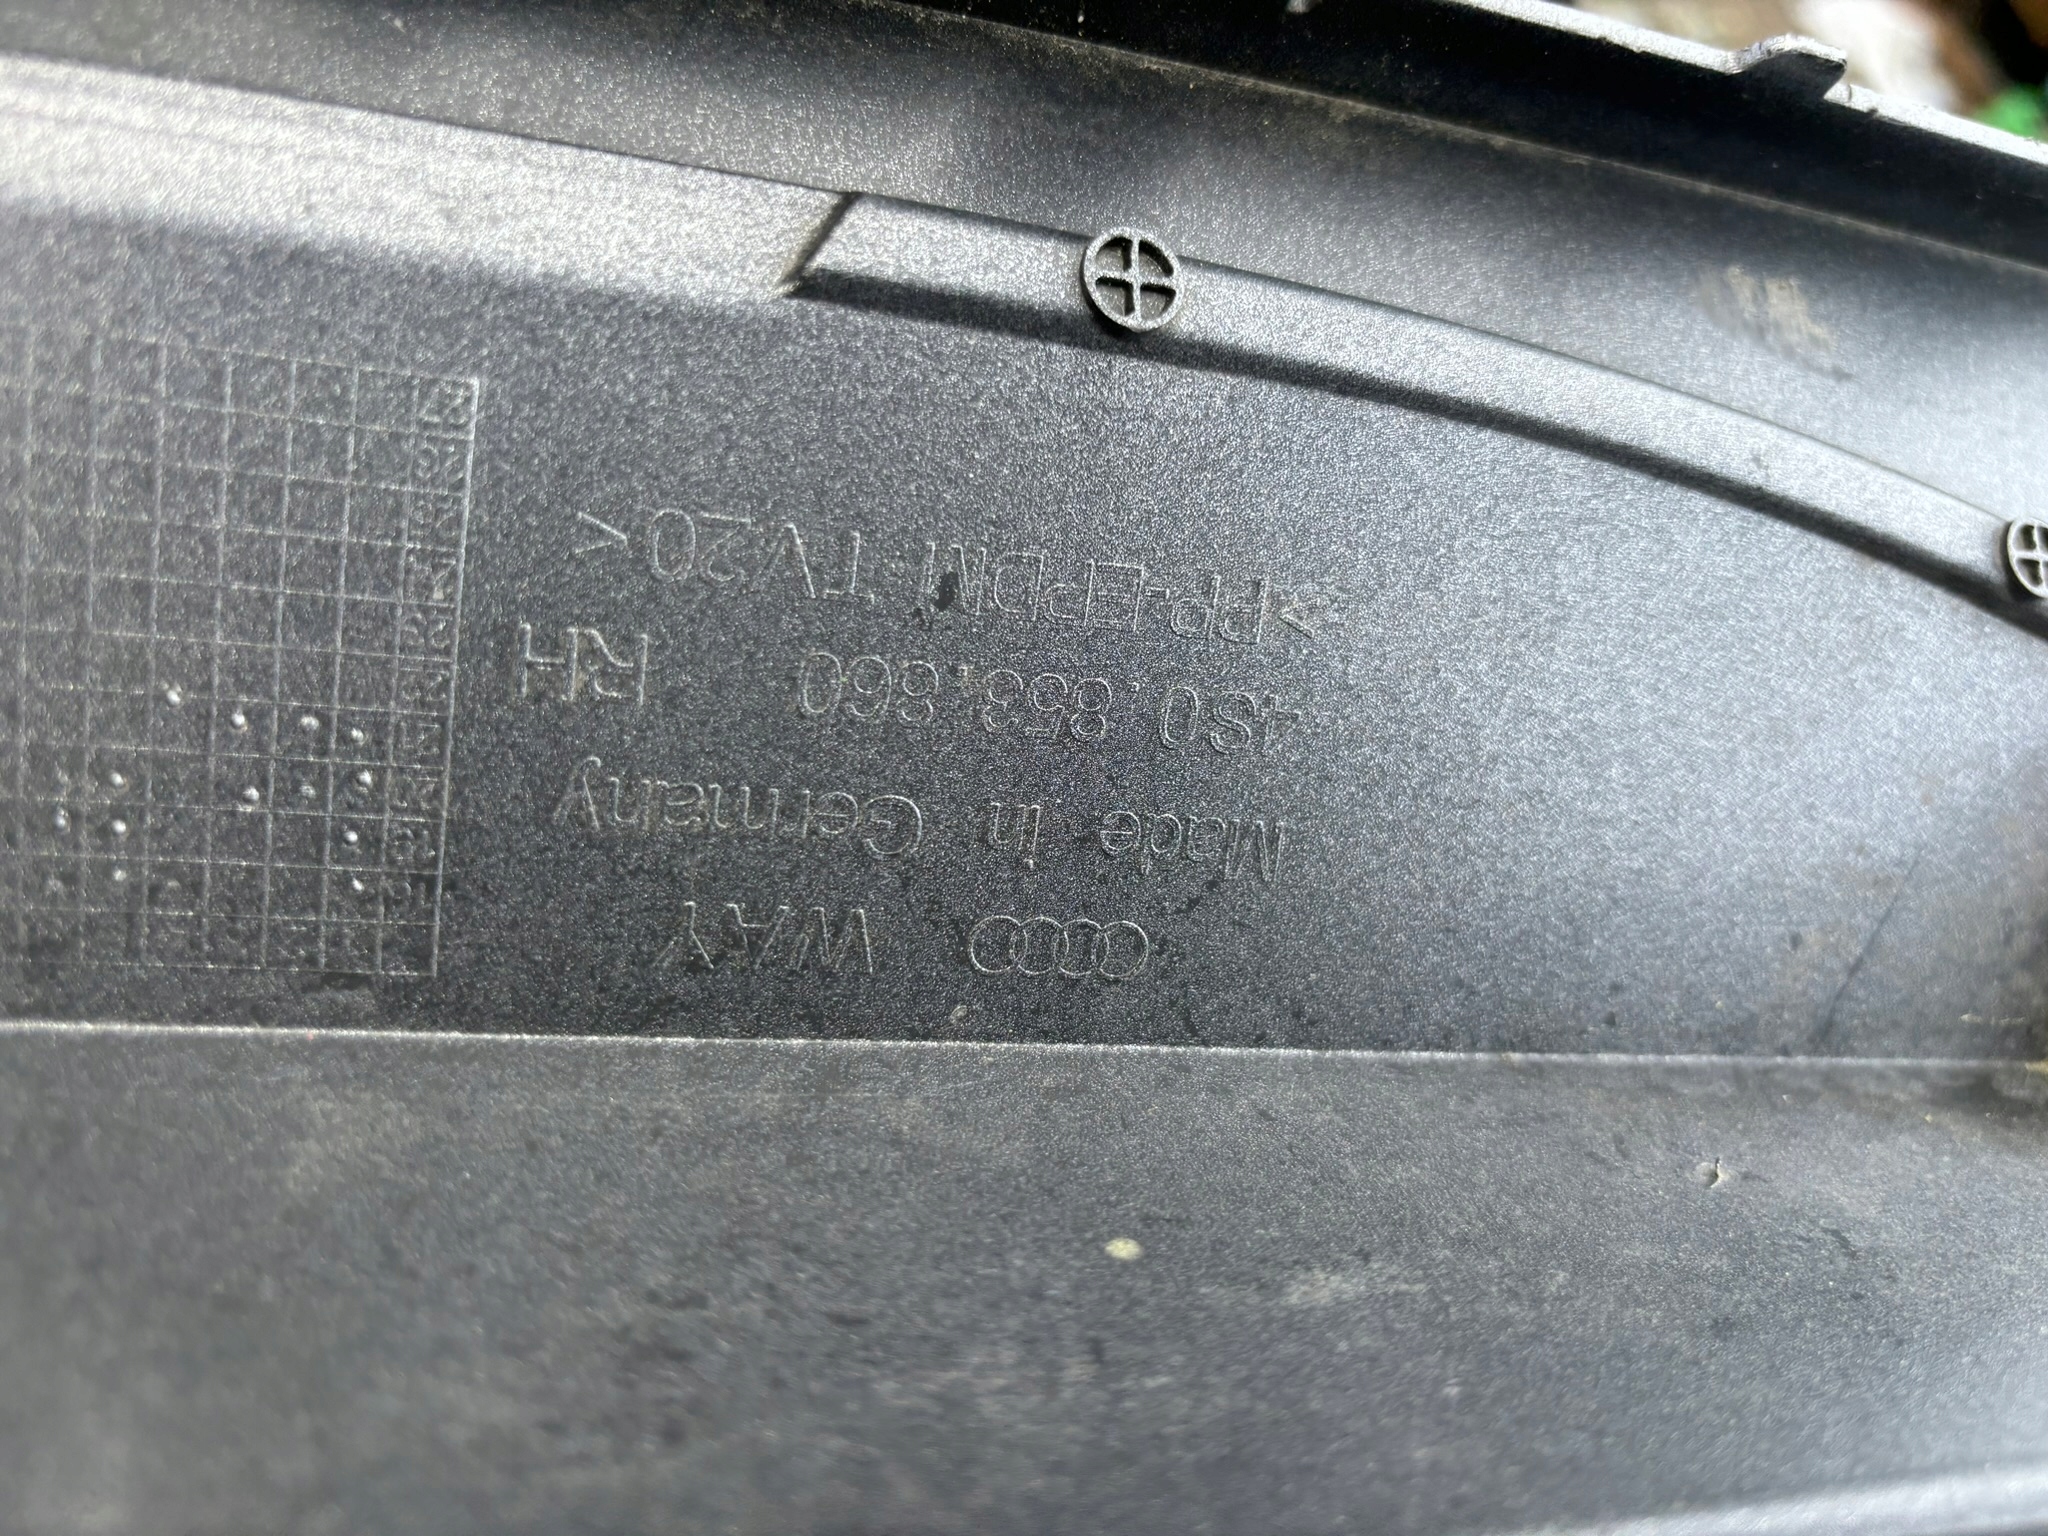 WAY
Made in Germany
4S0.853.860 RH
>PP-EPDM TV20<